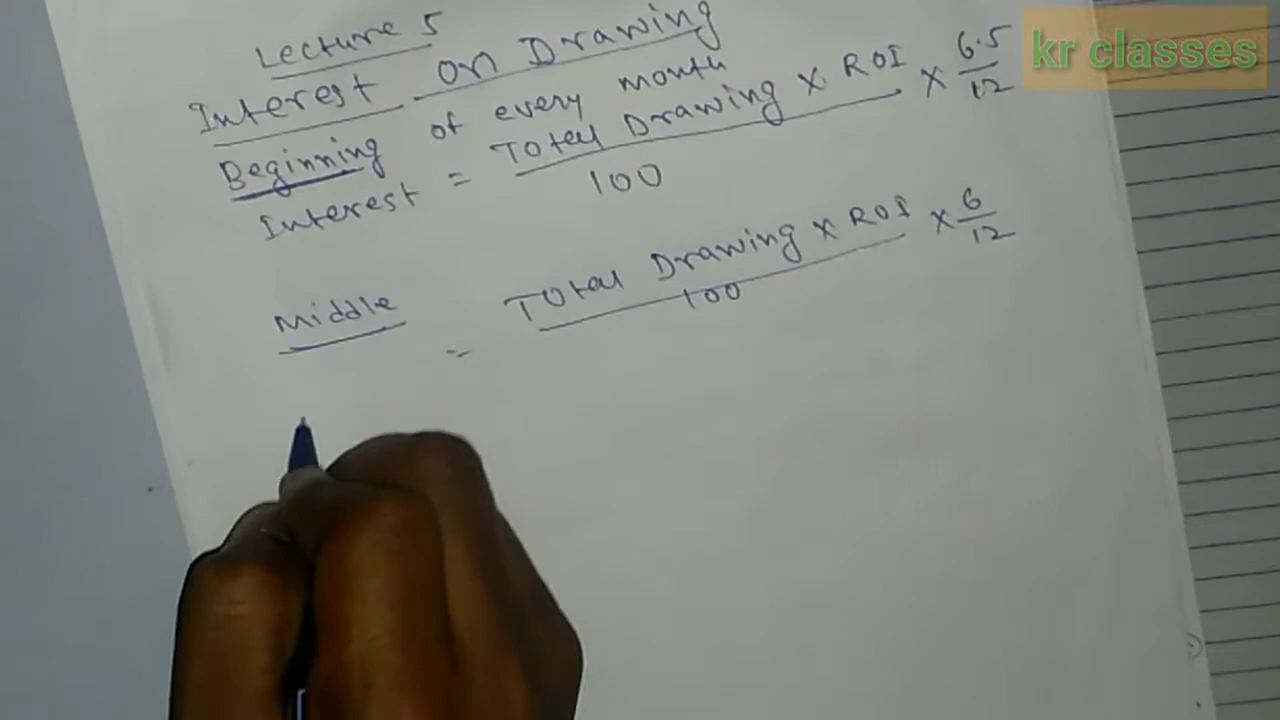 kr classes
Lecture 5
Interest on Drawing
Beginning of every month
Interest = Total Drawing x ROI / 100 x 6.5 / 12
Middle = Total Drawing x ROI / 100 x 6 / 12